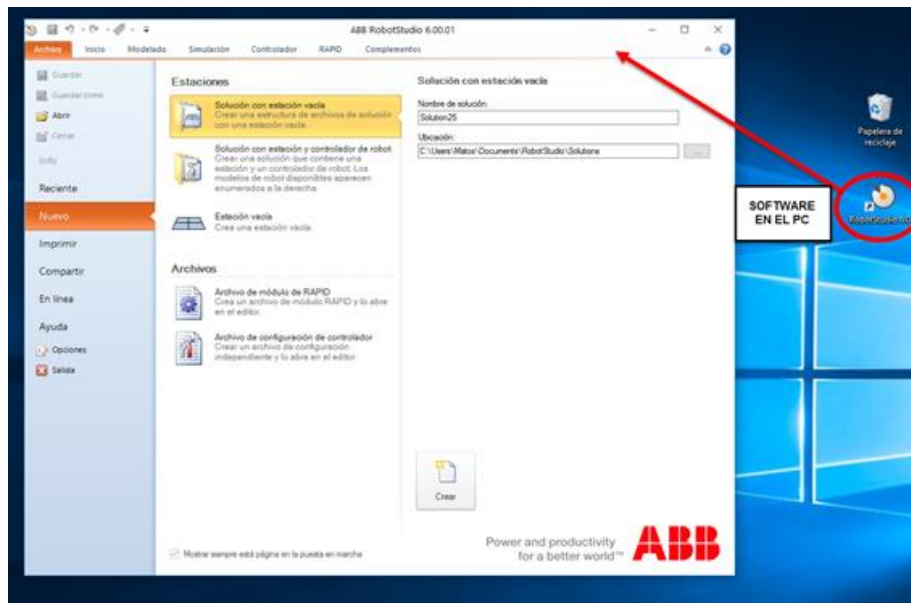 ABB RobotStudio 6.00.01
Archivo Inicio Modelado Simulación Controlador RAPID Complementos
Guardar
Guardar como
Abrir
Cerrar
Info
Reciente
Nuevo
Imprimir
Compartir
En línea
Ayuda
Opciones
Salida
Estaciones
Solución con estación vacía
Crear una estructura de archivos de solución
con una estación vacía.
Solución con estación y controlador de robot
Crear una solución que contiene una
estación y un controlador de robot. Los
modelos de robot disponibles aparecen
enumerados a la derecha.
Estación vacía
Crea una estación vacía.
Archivos
Archivo de módulo de RAPID
Crea un archivo de módulo RAPID y lo abre
en el editor.
Archivo de configuración de controlador
Crear un archivo de configuración
independiente y lo abre en el editor.
Mostrar siempre está página en la puesta en marcha
Solución con estación vacía
Nombre de solución:
Solution25
Ubicación:
C:\Users\Matos\Documents\RobotStudio\Solutions
...
Crear
Power and productivity
for a better world™
ABB
SOFTWARE
EN EL PC
Papelera de
reciclaje
RobotStudio